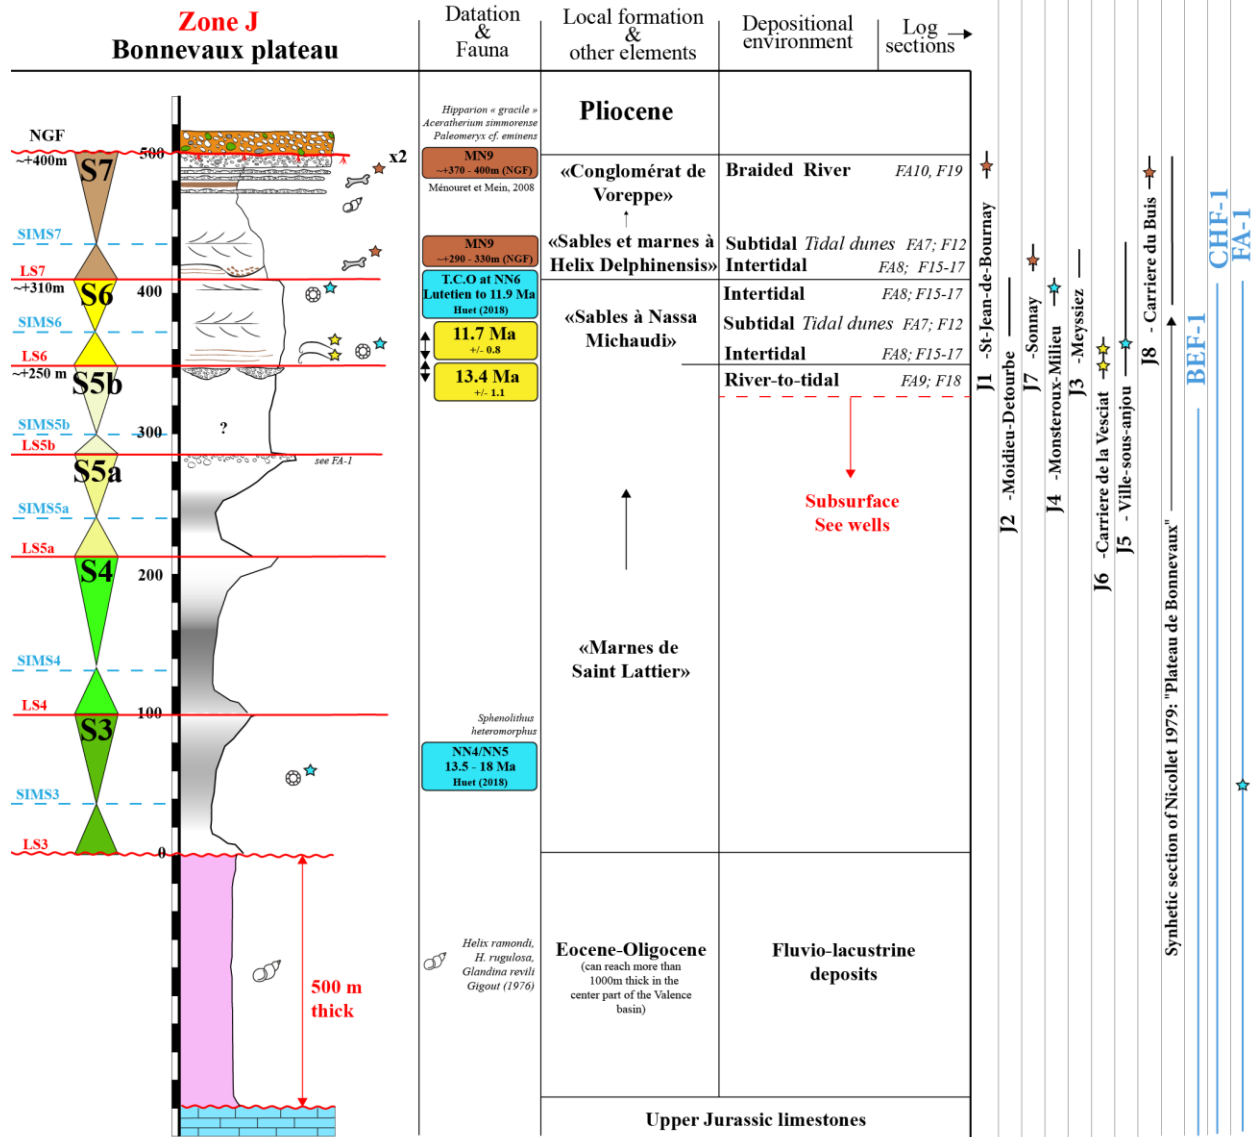 Zone J
Bonnevaux plateau
Datation
&
Fauna
Local formation
&
other elements
Depositional
environment
Log
sections
NGF
~+400m
S7
SIMS7
LS7
~+310m
S6
SIMS6
LS6
~+250 m
S5b
SIMS5b
LS5b
S5a
SIMS5a
LS5a
S4
SIMS4
LS4
S3
SIMS3
LS3
500
400
300
200
100
0
x2
?
see FA-1
500 m
thick
Hipparion « gracile »
Aceratherium simmorense
Paleomeryx cf. eminens
MN9
~+370 - 400m (NGF)
Ménouret et Mein, 2008
MN9
~+290 - 330m (NGF)
T.C.O at NN6
Lutetien to 11.9 Ma
Huet (2018)
11.7 Ma
+/- 0.8
13.4 Ma
+/- 1.1
Sphenolithus
heteromorphus
NN4/NN5
13.5 - 18 Ma
Huet (2018)
Helix ramondi,
H. rugulosa,
Glandina revili
Gigout (1976)
Pliocene
«Conglomérat de
Voreppe»
«Sables et marnes à
Helix Delphinensis»
«Sables à Nassa
Michaudi»
«Marnes de
Saint Lattier»
Eocene-Oligocene
(can reach more than
1000m thick in the
center part of the Valence
basin)
Braided River FA10, F19
Subtidal Tidal dunes FA7; F12
Intertidal FA8; F15-17
Intertidal FA8; F15-17
Subtidal Tidal dunes FA7; F12
Intertidal FA8; F15-17
River-to-tidal FA9; F18
Subsurface
See wells
Fluvio-lacustrine
deposits
Upper Jurassic limestones
J1 -St-Jean-de-Bournay
J2 -Moidieu-Detourbe
J7 -Sonnay
J4 -Monsteroux-Milieu
J3 -Meyssiez
J6 -Carriere de la Vesciat
J5 - Ville-sous-anjou
J8 - Carriere du Buis
Synhetic section of Nicollet 1979: "Plateau de Bonnevaux"
BEF-1
CHF-1
FA-1